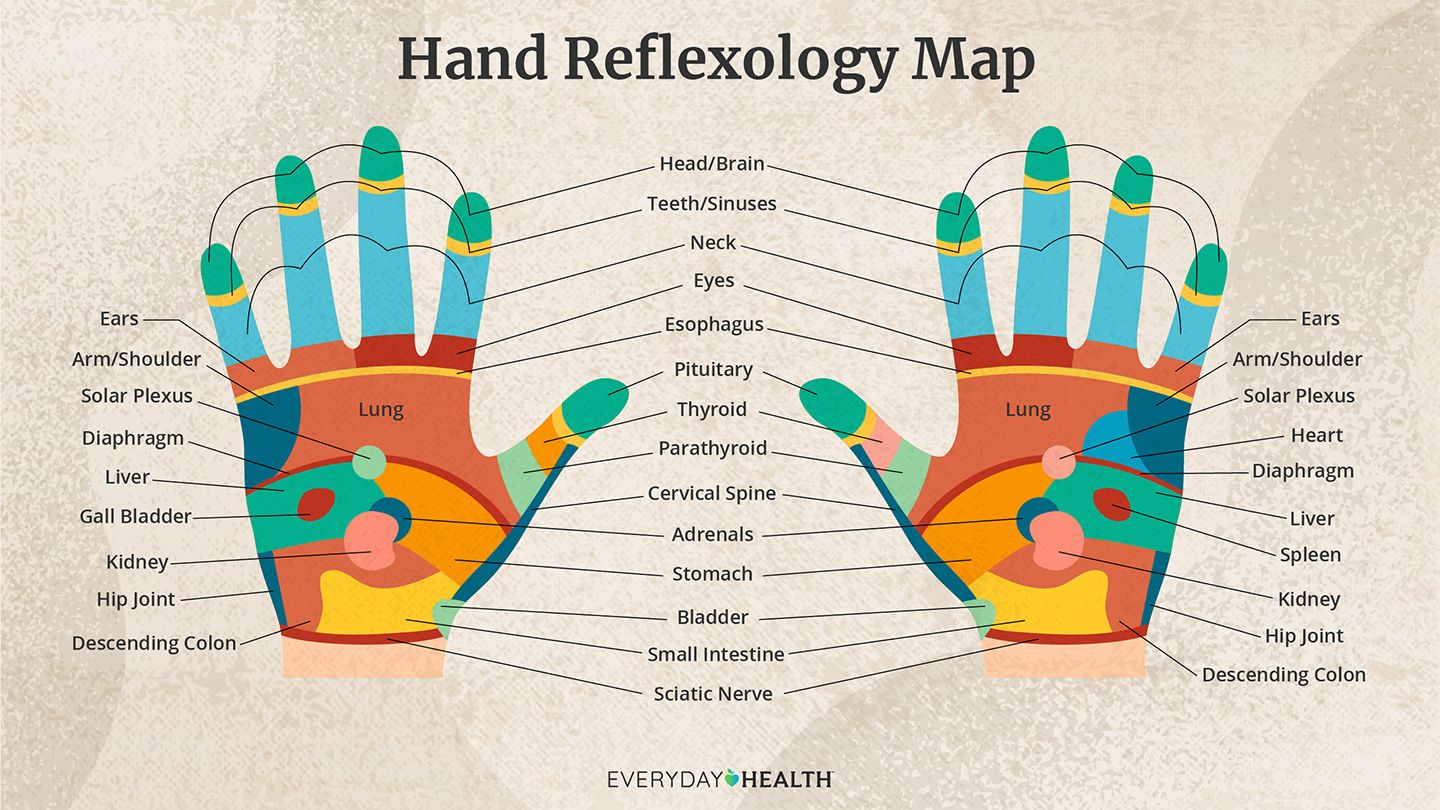 Hand Reflexology Map
Head/Brain
Teeth/Sinuses
Neck
Eyes
Esophagus
Pituitary
Thyroid
Parathyroid
Cervical Spine
Adrenals
Stomach
Bladder
Small Intestine
Sciatic Nerve
Ears
Arm/Shoulder
Solar Plexus
Diaphragm
Liver
Gall Bladder
Kidney
Hip Joint
Descending Colon
Lung
Lung
Ears
Arm/Shoulder
Solar Plexus
Heart
Diaphragm
Liver
Spleen
Kidney
Hip Joint
Descending Colon
EVERYDAY HEALTH